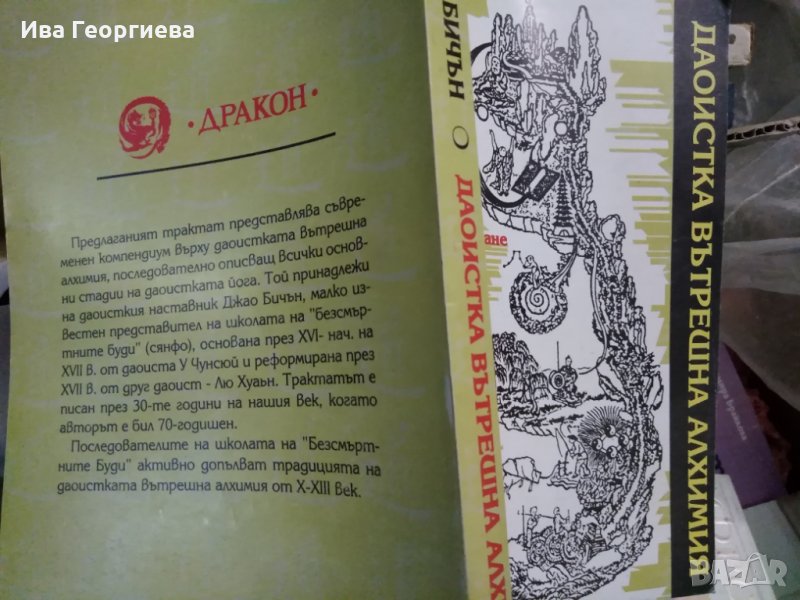 Ива Георгиева
·ДРАКОН·
Предлаганият трактат представлява съвре-
менен компендиум върху даоистката вътрешна
алхимия, последователно описващ всички основ-
ни стадии на даоистката йога. Той принадлежи
на даоисткия наставник Джао Бичън, малко из-
вестен представител на школата на "безсмър-
тните буди" (сянфо), основана през XVI- нач. на
XVII в. от даоиста У Чунсюй и реформирана през
XVII в. от друг даоист - Лю Хуаън. Трактатът е
писан през 30-те години на нашия век, когато
авторът е бил 70-годишен.
Последователите на школата на "Безсмърт-
ните Буди" активно допълват традицията на
даоистката вътрешна алхимия от X-XIII век.
БИЧЪН
ДАОИСТКА ВЪТРЕШНА АЛХ
ане
ДАОИСТКА ВЪТРЕШНА АЛХИМИЯ
BAZAR